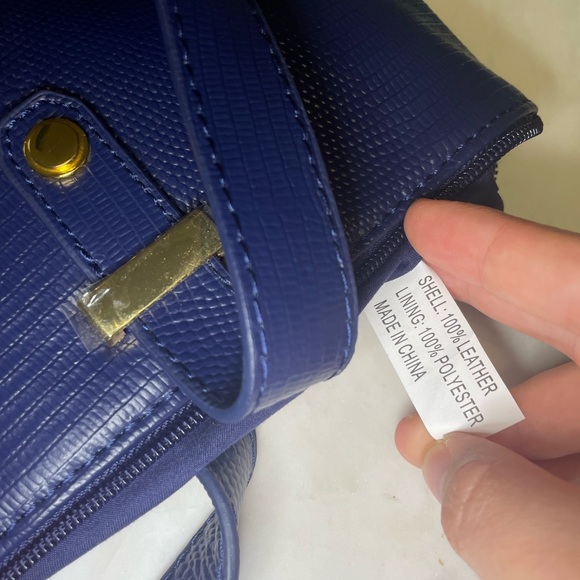 SHELL: 100% LEATHER
LINING: 100% POLYESTER
MADE IN CHINA